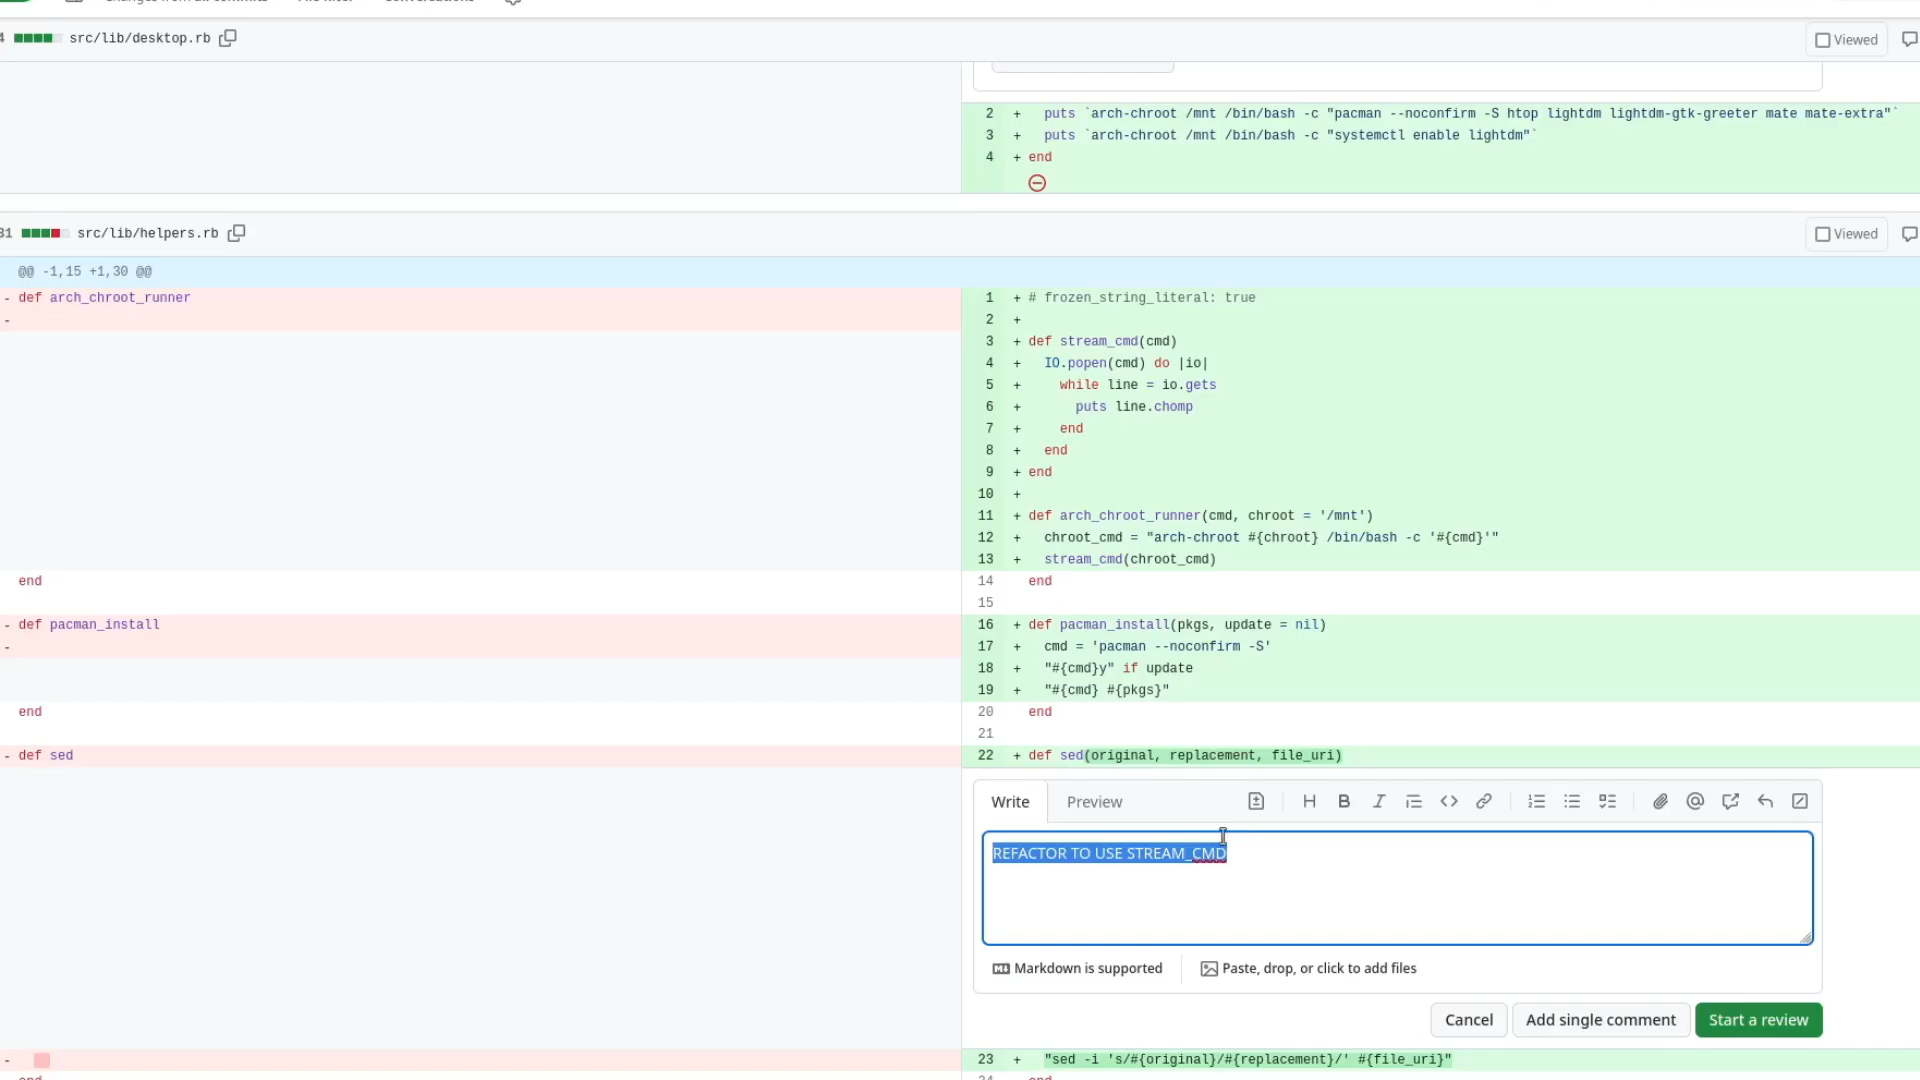 4 src/lib/desktop.rb Viewed
2 + puts `arch-chroot /mnt /bin/bash -c "pacman --noconfirm -S htop lightdm lightdm-gtk-greeter mate mate-extra"`
3 + puts `arch-chroot /mnt /bin/bash -c "systemctl enable lightdm"`
4 + end
31 src/lib/helpers.rb Viewed
@@ -1,15 +1,30 @@
- def arch_chroot_runner
-
1 + # frozen_string_literal: true
2 +
3 + def stream_cmd(cmd)
4 + IO.popen(cmd) do |io|
5 + while line = io.gets
6 + puts line.chomp
7 + end
8 + end
9 + end
10 +
11 + def arch_chroot_runner(cmd, chroot = '/mnt')
12 + chroot_cmd = "arch-chroot #{chroot} /bin/bash -c '#{cmd}'"
13 + stream_cmd(chroot_cmd)
end 14 end
15
- def pacman_install 16 + def pacman_install(pkgs, update = nil)
- 17 + cmd = 'pacman --noconfirm -S'
18 + "#{cmd}y" if update
19 + "#{cmd} #{pkgs}"
end 20 end
21
- def sed 22 + def sed(original, replacement, file_uri)
Write Preview
REFACTOR TO USE STREAM_CMD
Markdown is supported Paste, drop, or click to add files
Cancel Add single comment Start a review
- 23 + "sed -i 's/#{original}/#{replacement}/' #{file_uri}"